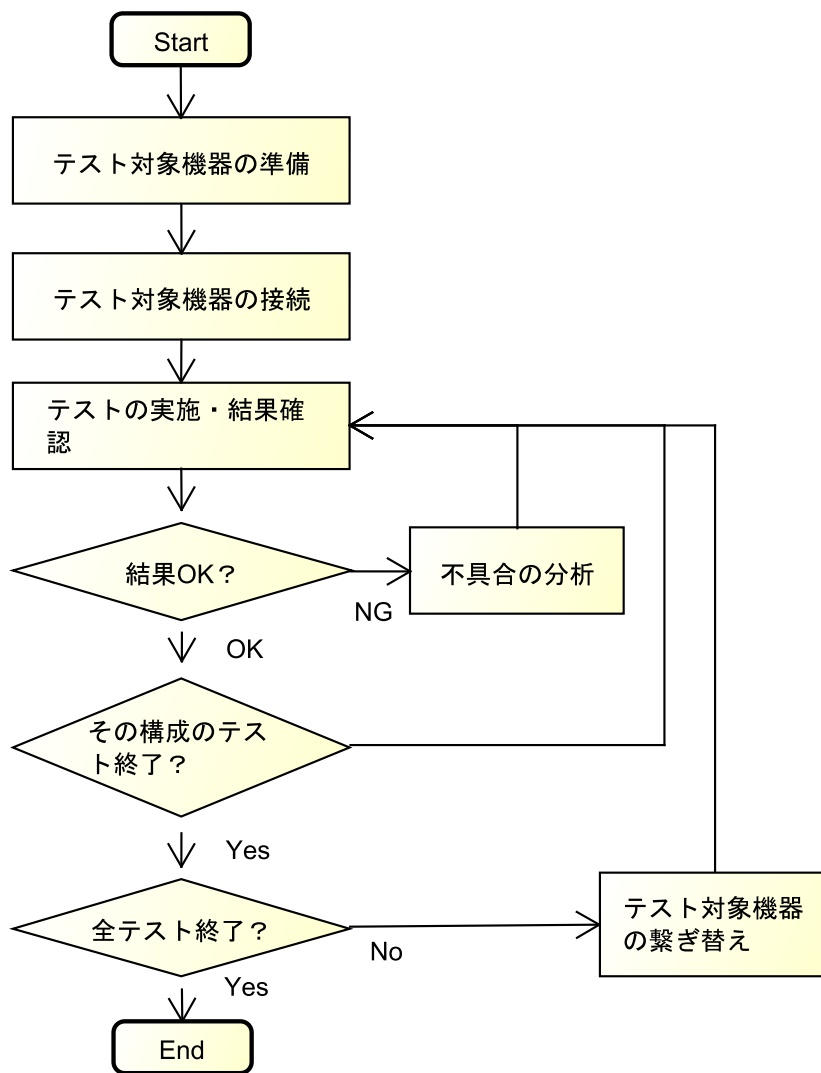 Start
テスト対象機器の準備
テスト対象機器の接続
テストの実施・結果確
認
結果OK？
NG
不具合の分析
OK
その構成のテス
ト終了？
Yes
全テスト終了？
No
テスト対象機器
の繋ぎ替え
Yes
End